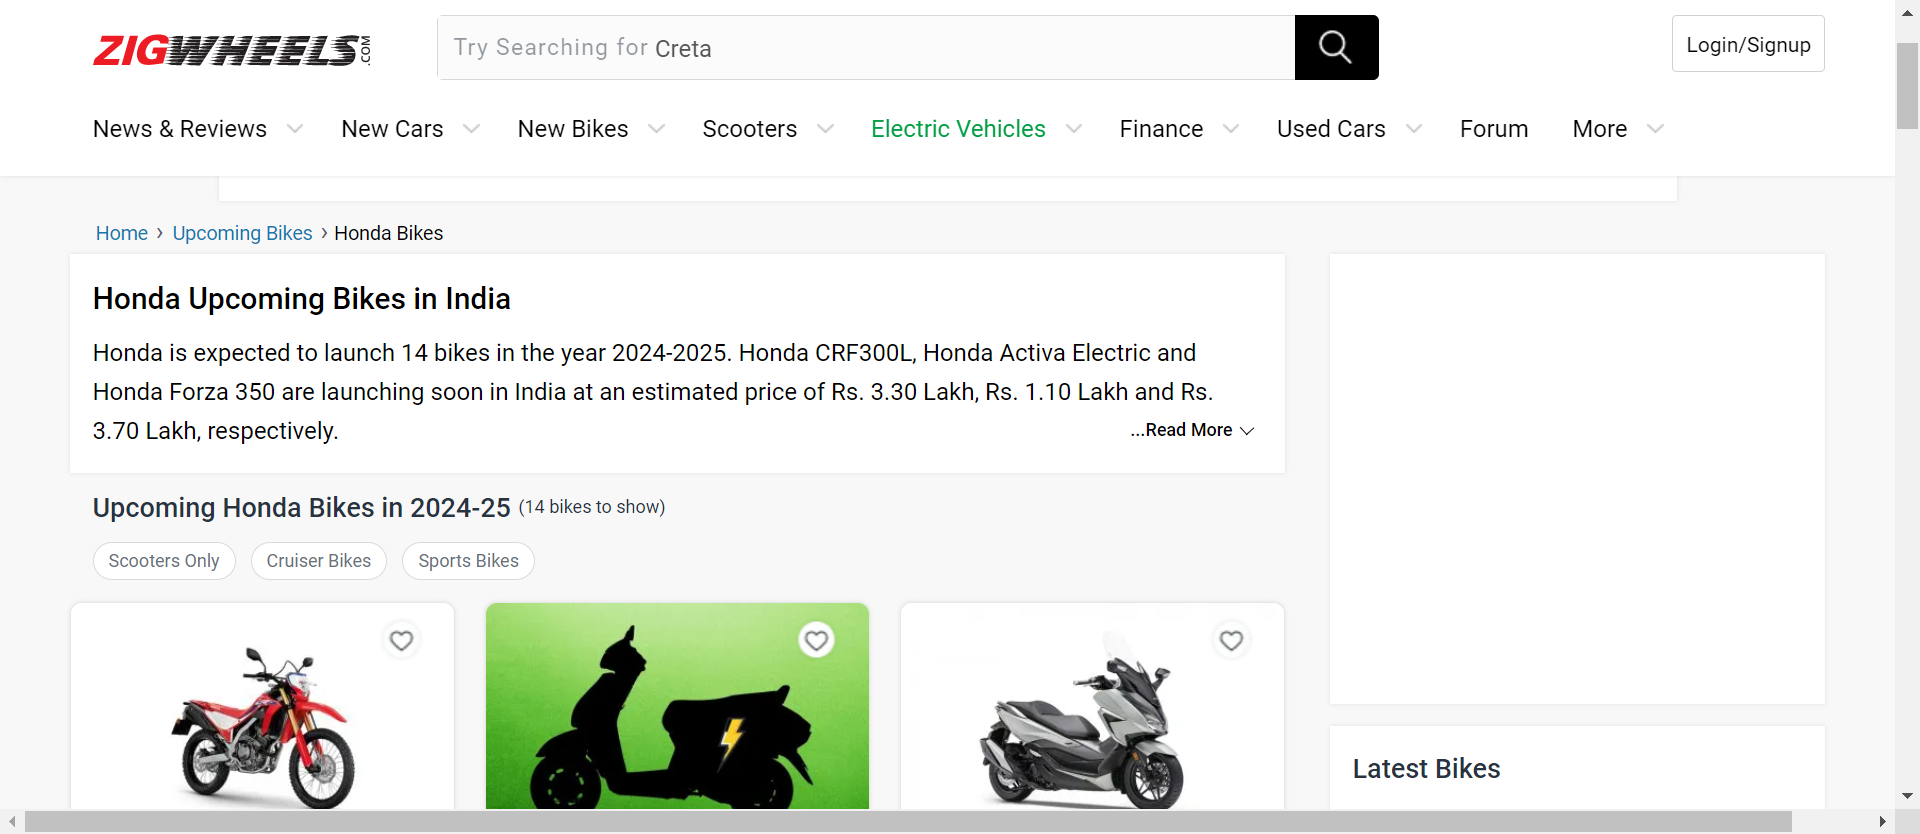 ZIGWHEELS.COM
Try Searching for Creta
Login/Signup
News & Reviews New Cars New Bikes Scooters Electric Vehicles Finance Used Cars Forum More
Home › Upcoming Bikes › Honda Bikes
Honda Upcoming Bikes in India
Honda is expected to launch 14 bikes in the year 2024-2025. Honda CRF300L, Honda Activa Electric and
Honda Forza 350 are launching soon in India at an estimated price of Rs. 3.30 Lakh, Rs. 1.10 Lakh and Rs.
3.70 Lakh, respectively.
...Read More
Upcoming Honda Bikes in 2024-25 (14 bikes to show)
Scooters Only Cruiser Bikes Sports Bikes
Latest Bikes